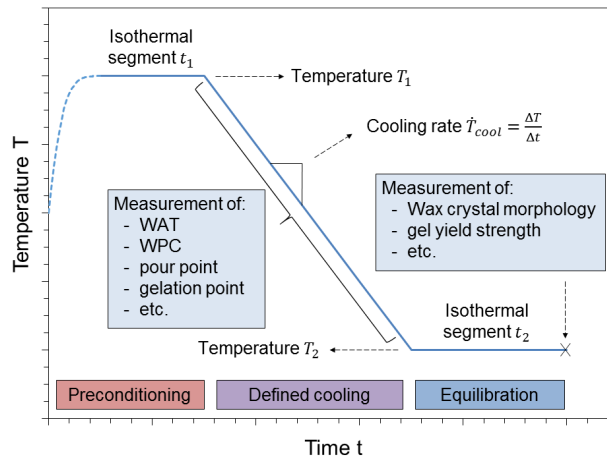 Isothermal
segment t₁
Temperature T₁
Cooling rate Ṫ_cool = ΔT/Δt
Measurement of:
- WAT
- WPC
- pour point
- gelation point
- etc.
Measurement of:
- Wax crystal morphology
- gel yield strength
- etc.
Isothermal
segment t₂
Temperature T₂
Preconditioning
Defined cooling
Equilibration
Temperature T
Time t